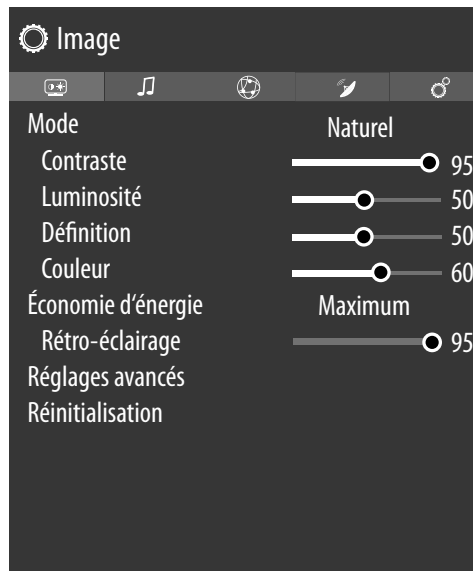 Image
Mode Naturel
Contraste 95
Luminosité 50
Définition 50
Couleur 60
Économie d‘énergie Maximum
Rétro-éclairage 95
Réglages avancés
Réinitialisation